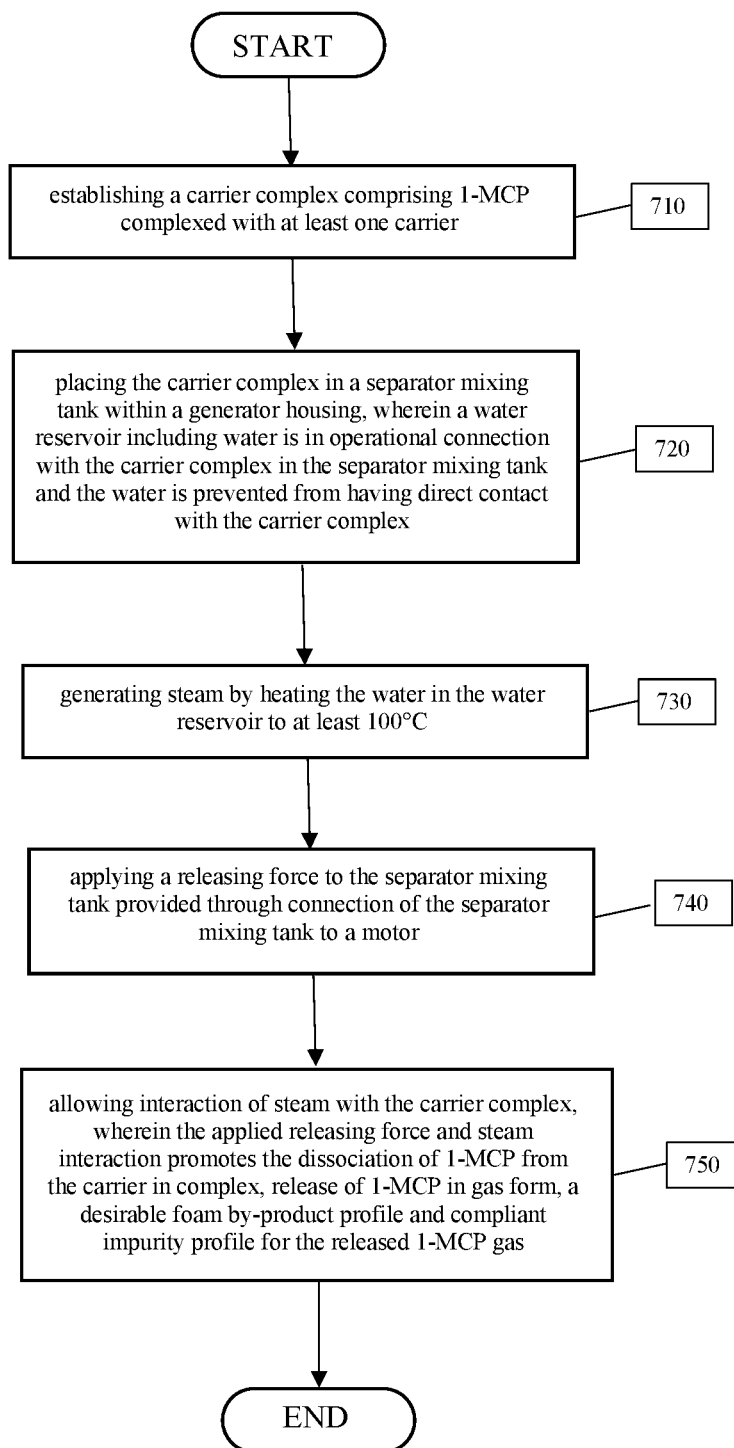 START
establishing a carrier complex comprising 1-MCP
complexed with at least one carrier
710
placing the carrier complex in a separator mixing
tank within a generator housing, wherein a water
reservoir including water is in operational connection
with the carrier complex in the separator mixing tank
and the water is prevented from having direct contact
with the carrier complex
720
generating steam by heating the water in the water
reservoir to at least 100°C
730
applying a releasing force to the separator mixing
tank provided through connection of the separator
mixing tank to a motor
740
allowing interaction of steam with the carrier complex,
wherein the applied releasing force and steam
interaction promotes the dissociation of 1-MCP from
the carrier in complex, release of 1-MCP in gas form, a
desirable foam by-product profile and compliant
impurity profile for the released 1-MCP gas
750
END